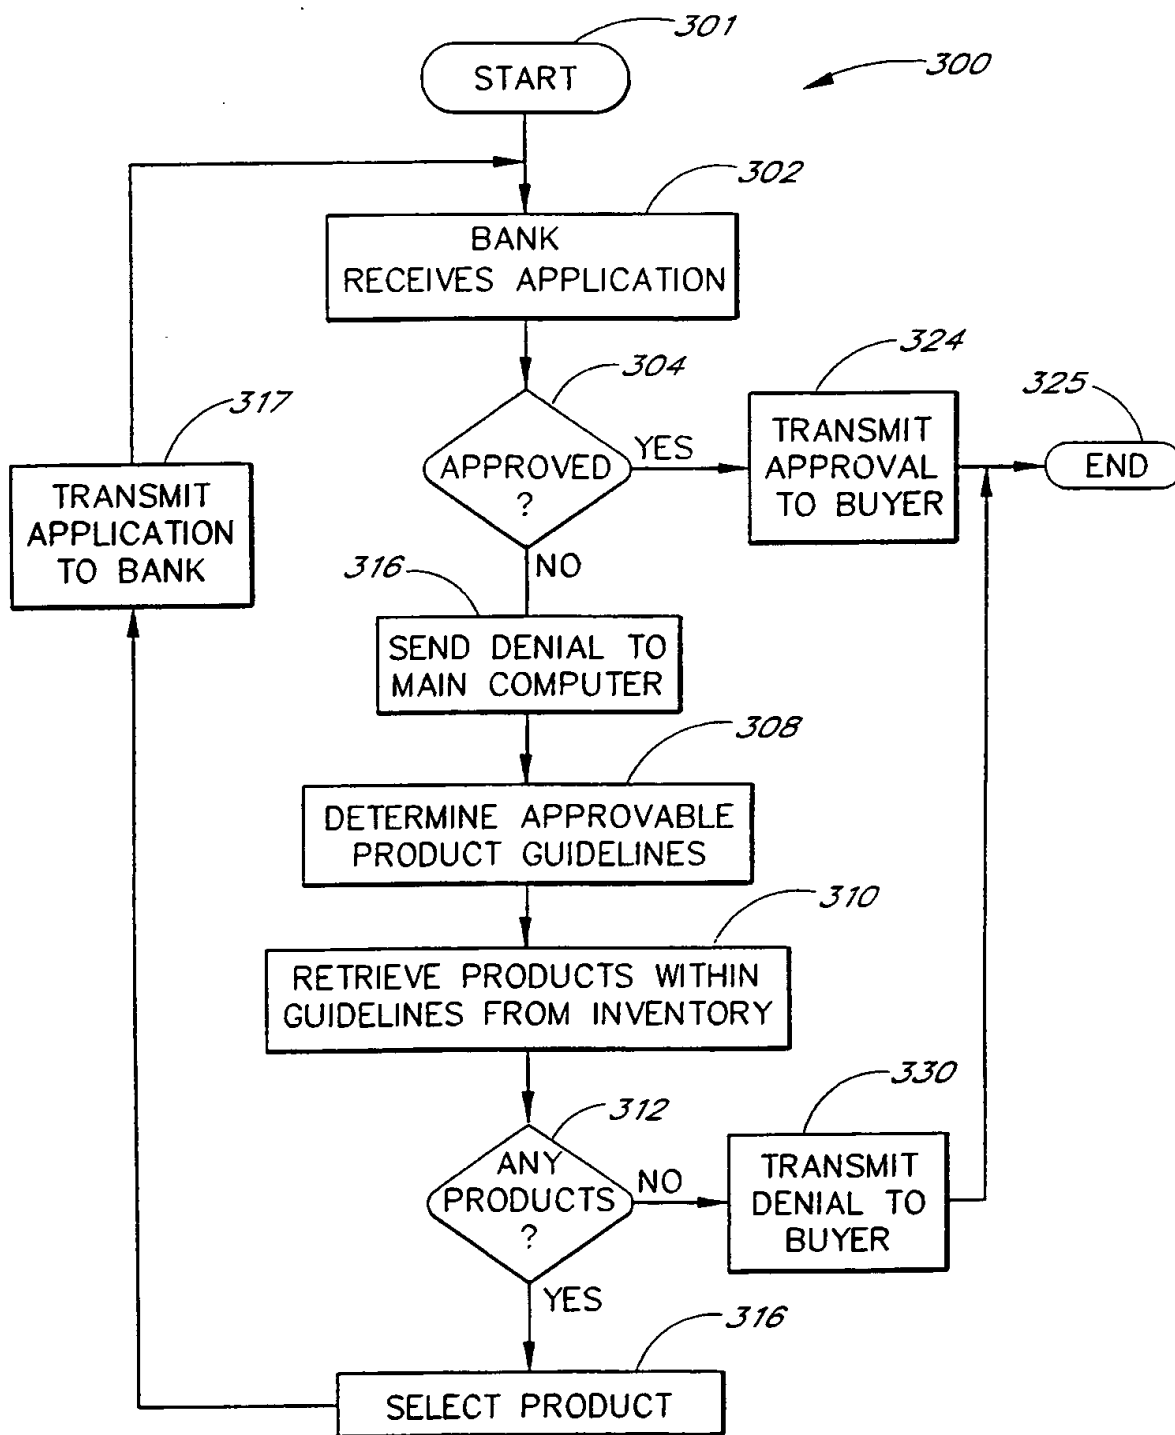 301
START
300
302
BANK
RECEIVES APPLICATION
304
324
325
317
APPROVED
?
YES
TRANSMIT
APPROVAL
TO BUYER
END
TRANSMIT
APPLICATION
TO BANK
NO
316
SEND DENIAL TO
MAIN COMPUTER
308
DETERMINE APPROVABLE
PRODUCT GUIDELINES
310
RETRIEVE PRODUCTS WITHIN
GUIDELINES FROM INVENTORY
312
330
ANY
PRODUCTS
?
NO
TRANSMIT
DENIAL TO
BUYER
YES
316
SELECT PRODUCT